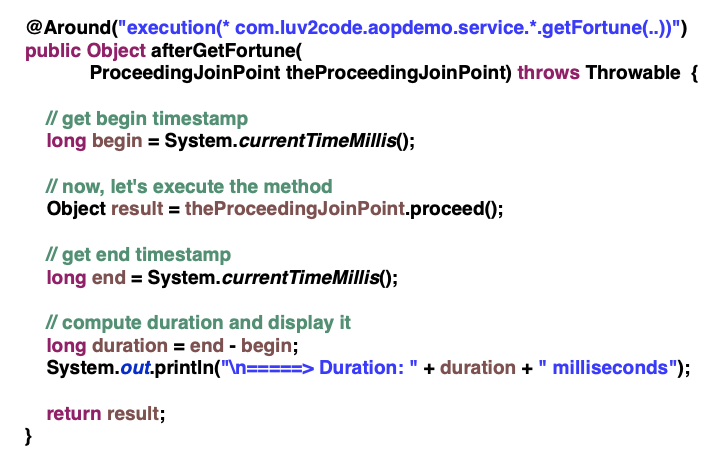 @Around("execution(* com.luv2code.aopdemo.service.*.getFortune(..))")
public Object afterGetFortune(
ProceedingJoinPoint theProceedingJoinPoint) throws Throwable {
// get begin timestamp
long begin = System.currentTimeMillis();
// now, let's execute the method
Object result = theProceedingJoinPoint.proceed();
// get end timestamp
long end = System.currentTimeMillis();
// compute duration and display it
long duration = end - begin;
System.out.println("\n=====> Duration: " + duration + " milliseconds");
return result;
}